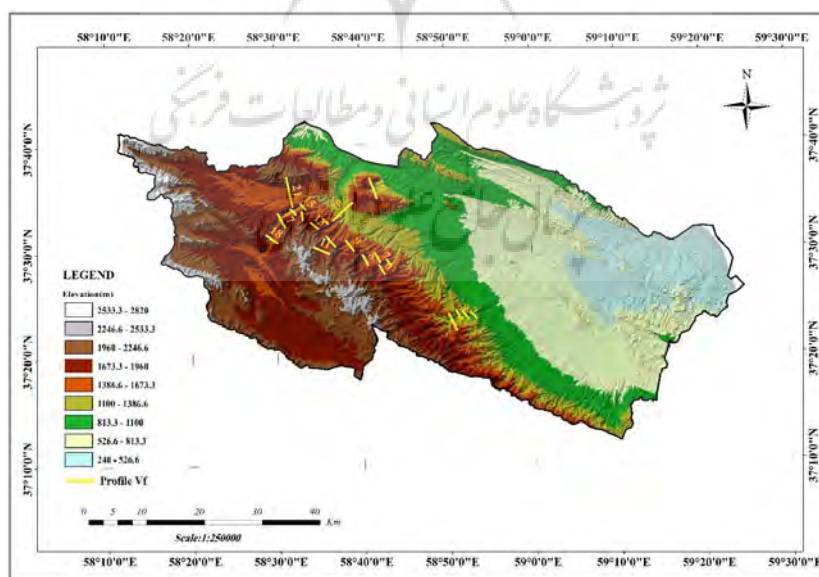 58°10'0"E 58°20'0"E 58°30'0"E 58°40'0"E 58°50'0"E 59°0'0"E 59°10'0"E 59°20'0"E 59°30'0"E
پژوهشگاه علوم انسانی و مطالعات فرهنگی
N
37°40'0"N 37°40'0"N
37°30'0"N 37°30'0"N
37°20'0"N 37°20'0"N
37°10'0"N 37°10'0"N
جامع علوم
LEGEND
Elevation(m)
2533.3 - 2820
2246.6 - 2533.3
1960 - 2246.6
1673.3 - 1960
1386.6 - 1673.3
1100 - 1386.6
813.3 - 1100
526.6 - 813.3
240 - 526.6
Profile Vf
0 5 10 20 30 40
Km
Scale:1:250000
58°10'0"E 58°20'0"E 58°30'0"E 58°40'0"E 58°50'0"E 59°0'0"E 59°10'0"E 59°20'0"E 59°30'0"E